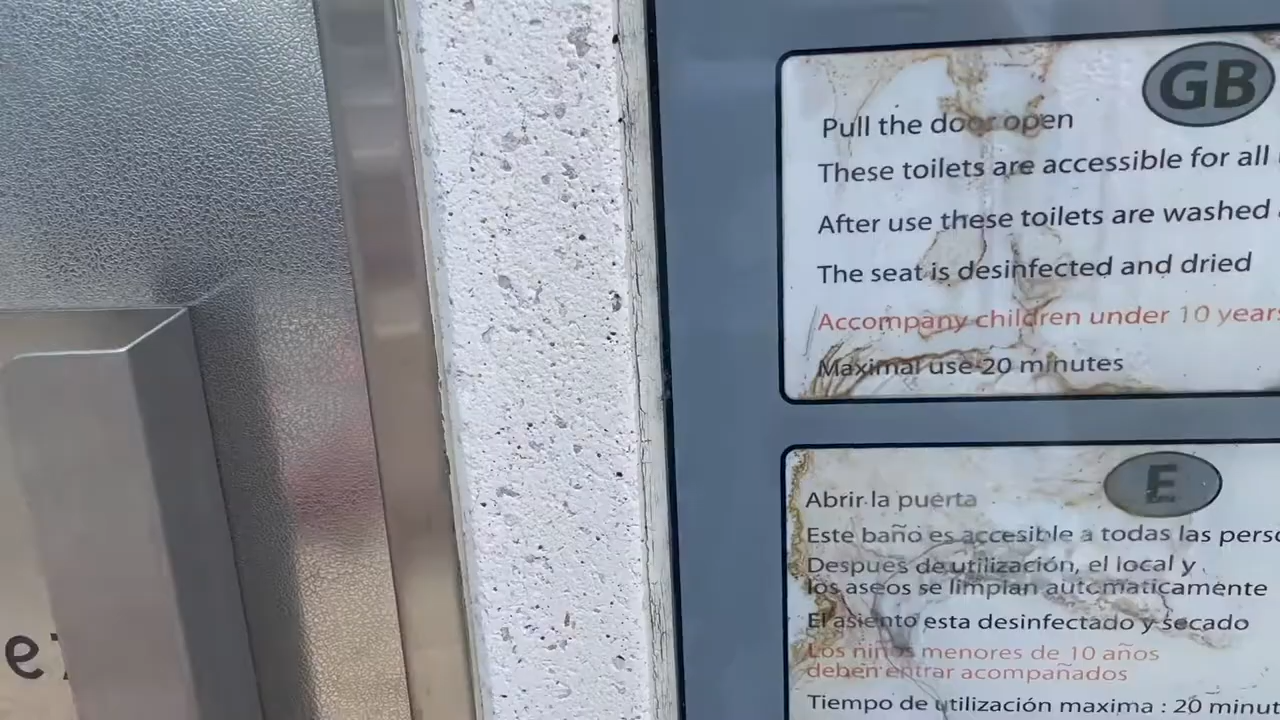 GB
Pull the door open
These toilets are accessible for all
After use these toilets are washed
The seat is desinfected and dried
Accompany children under 10 years
Maximal use 20 minutes
E
Abrir la puerta
Este baño es accesible a todas las
Despues de utilización, el local y
los aseos se limpian automaticamente
El asiento esta desinfectado y secado
Los niños menores de 10 años
deben entrar acompañados
Tiempo de utilización maxima : 20